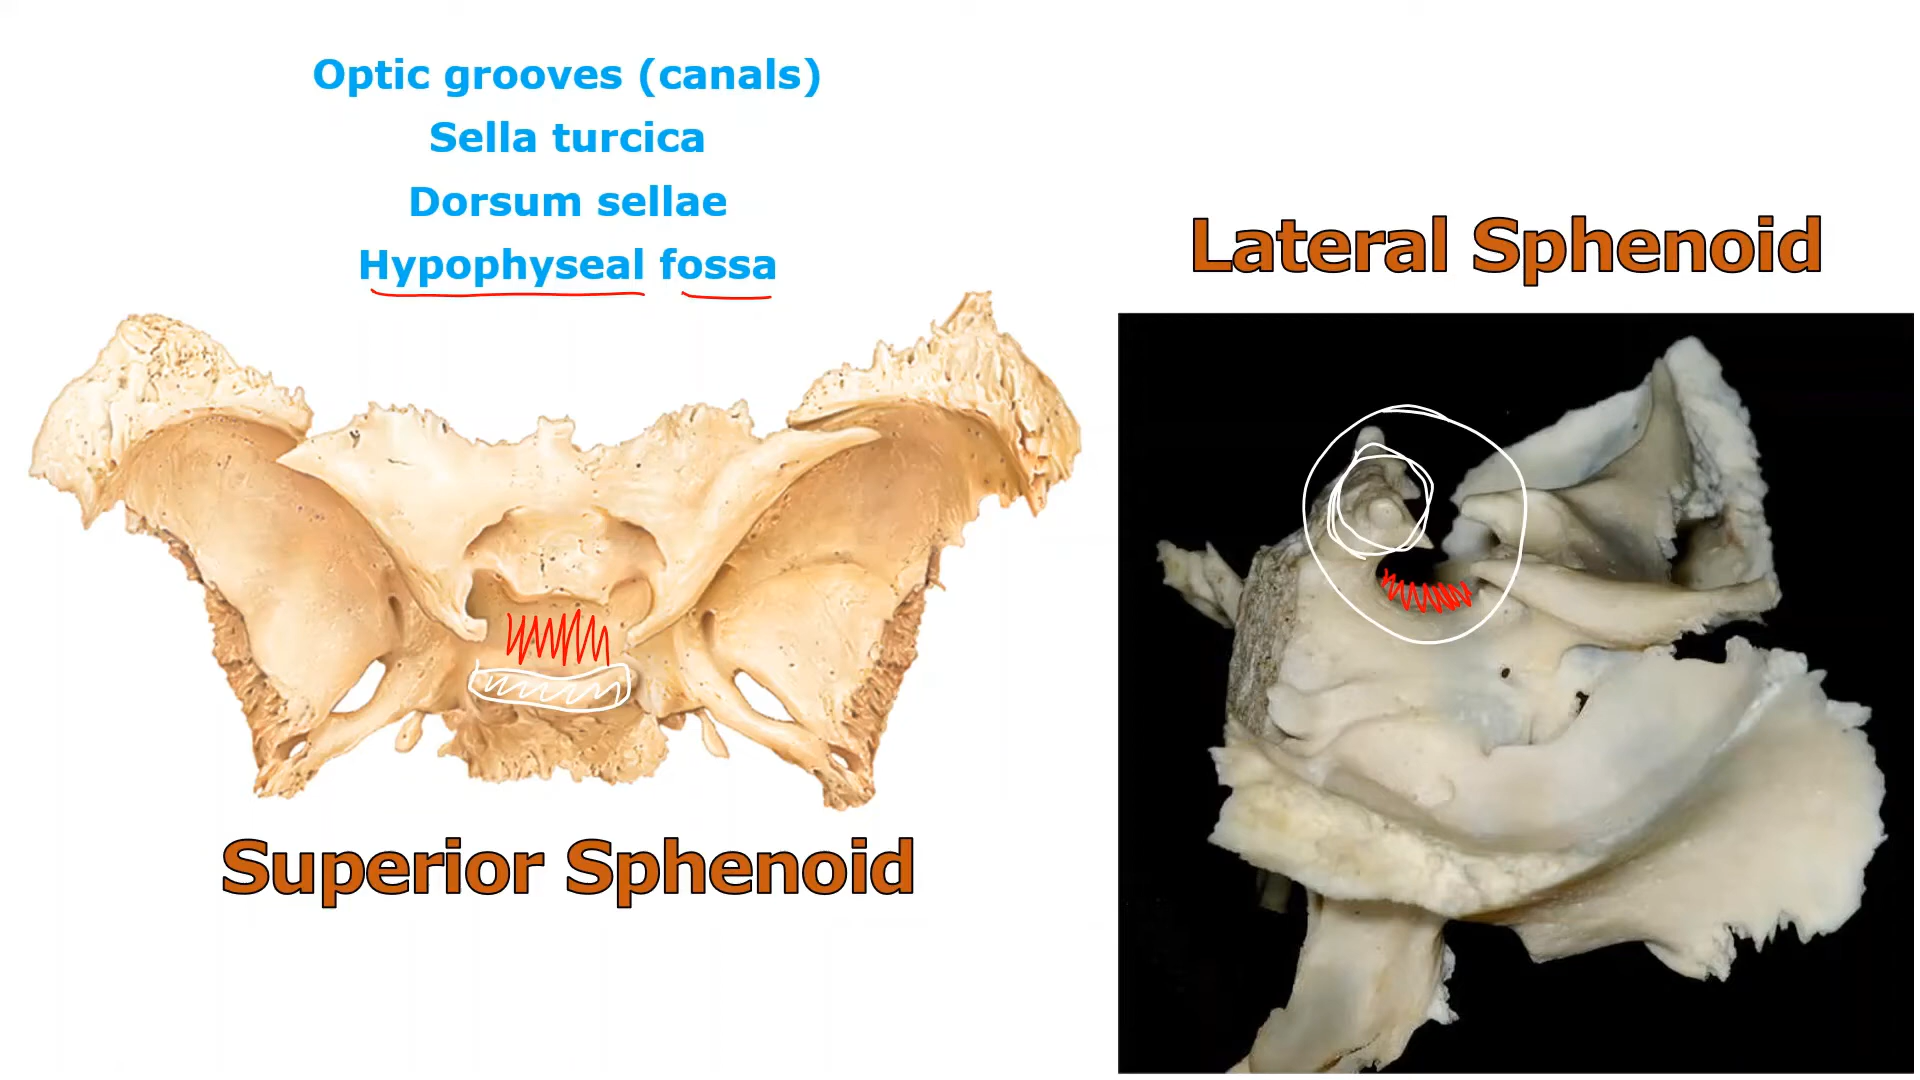 Optic grooves (canals)
Sella turcica
Dorsum sellae
Hypophyseal fossa
Lateral Sphenoid
Superior Sphenoid